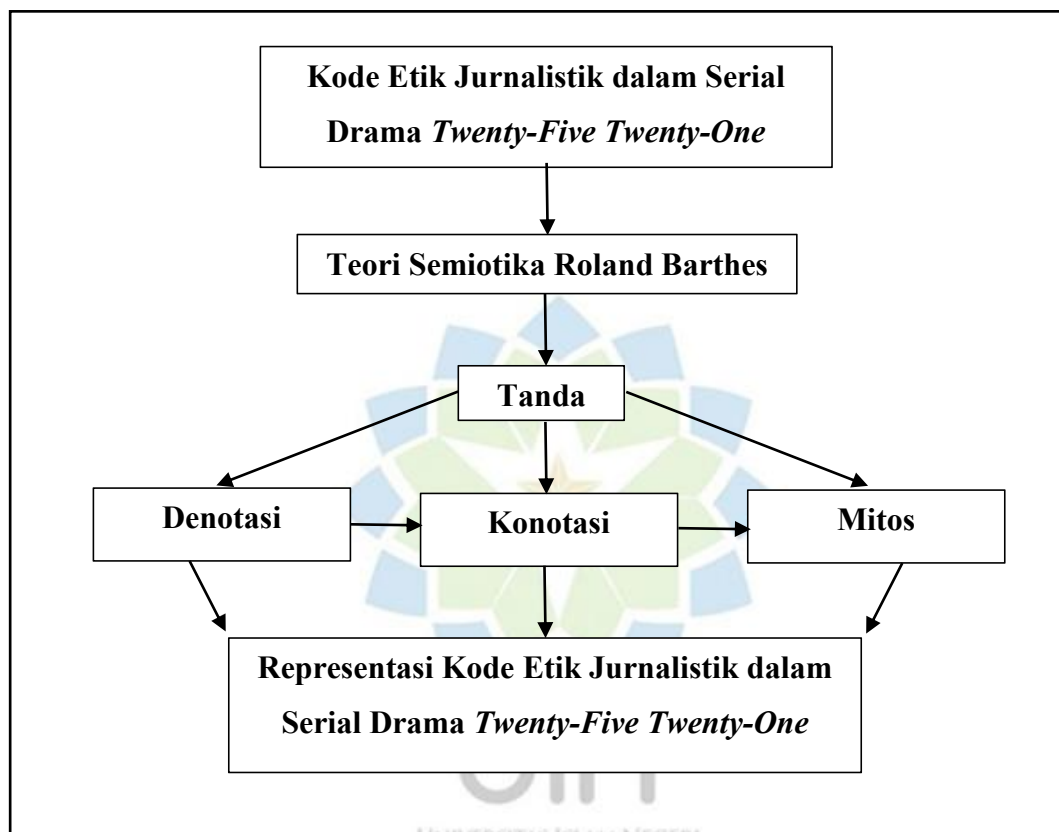 Kode Etik Jurnalistik dalam Serial
Drama Twenty-Five Twenty-One
Teori Semiotika Roland Barthes
Tanda
Denotasi
Konotasi
Mitos
Representasi Kode Etik Jurnalistik dalam
Serial Drama Twenty-Five Twenty-One